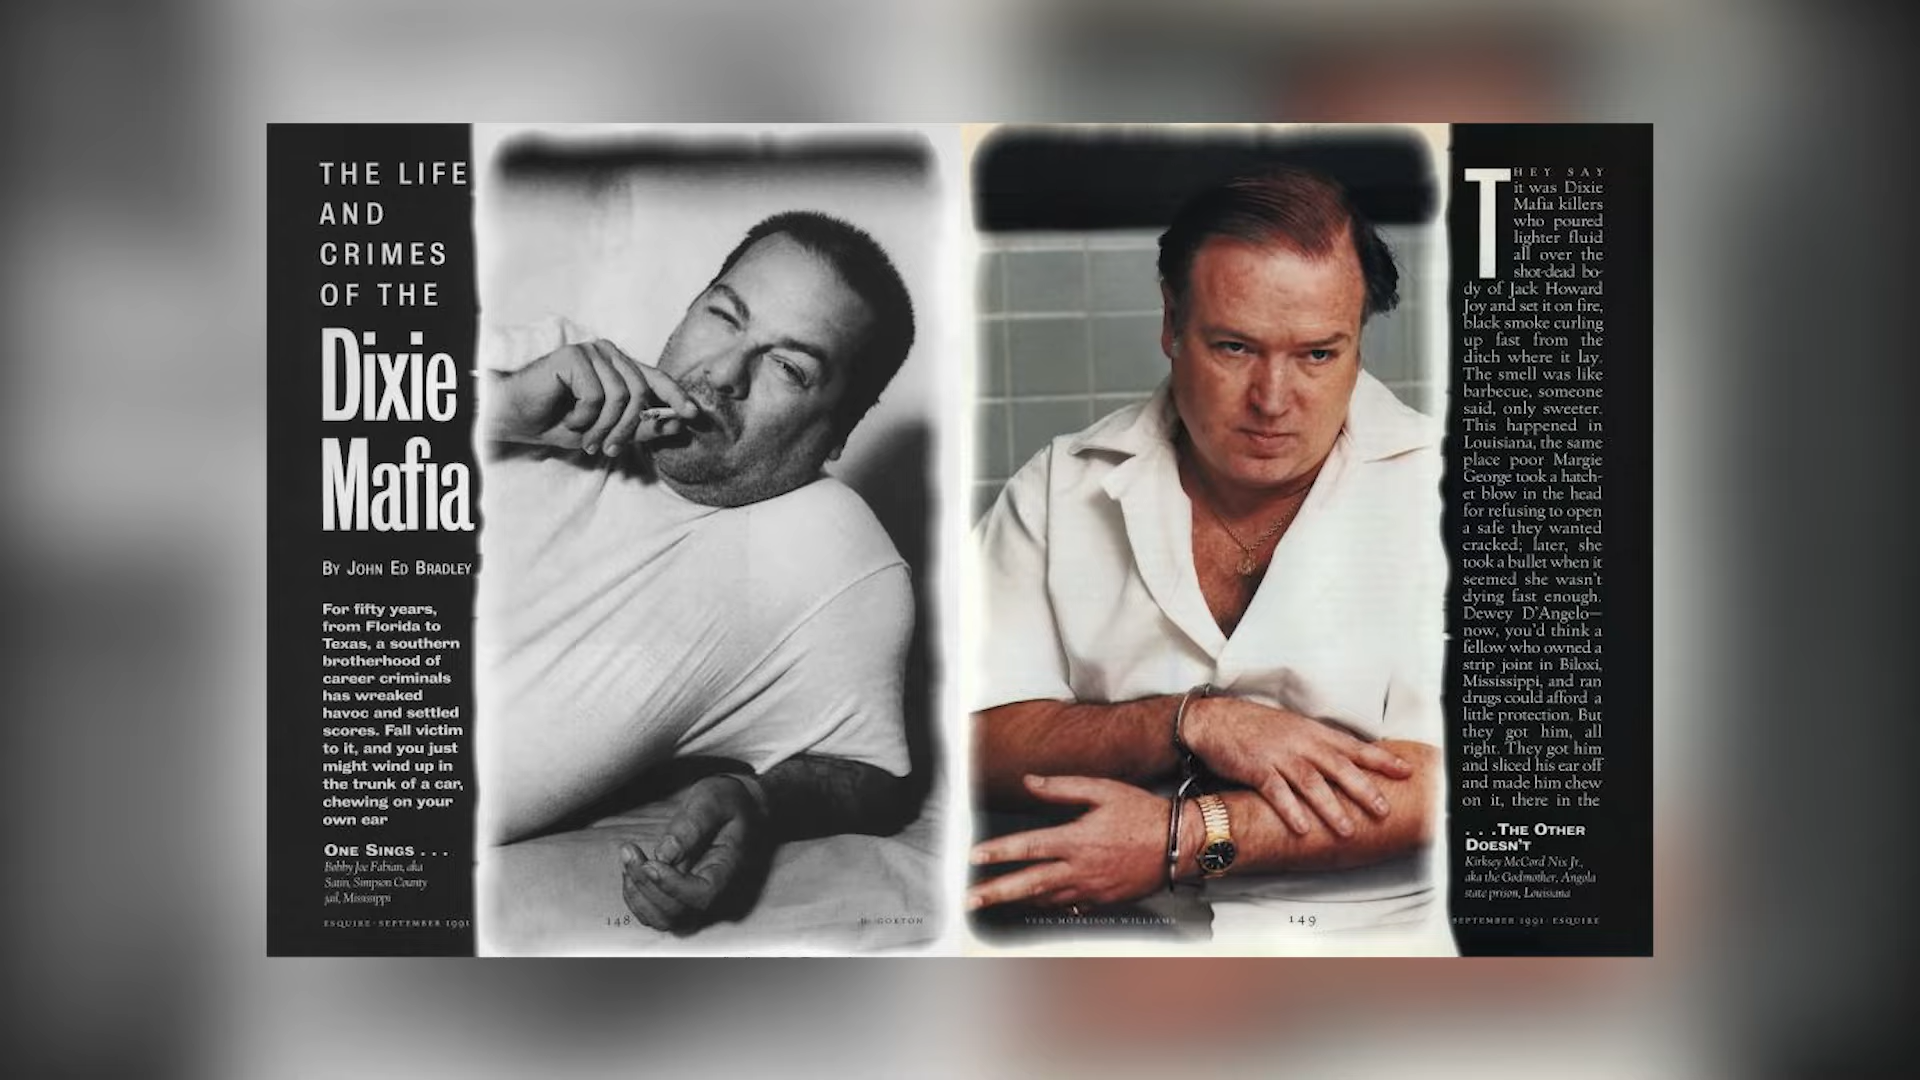 THE LIFE
AND
CRIMES
OF THE
Dixie
Mafia
BY JOHN ED BRADLEY
For fifty years,
from Florida to
Texas, a southern
brotherhood of
career criminals
has wreaked
havoc and settled
scores. Fall victim
to it, and you just
might wind up in
the trunk of a car,
chewing on your
own ear
ONE SINGS . . .
Bobby Joe Fabian, aka
Satin, Simpson County
jail, Mississippi
ESQUIRE · SEPTEMBER 1991
148
GORTON
VERN MORRISON WILLIAMS
149
THEY SAY
it was Dixie
Mafia killers
who poured
lighter fluid
all over the
shot-dead bo-
dy of Jack Howard
Joy and set it on fire,
black smoke curling
up fast from the
ditch where it lay.
The smell was like
barbecue, someone
said, only sweeter.
This happened in
Louisiana, the same
place poor Margie
George took a hatch-
et blow in the head
for refusing to open
a safe they wanted
cracked; later, she
took a bullet when it
seemed she wasn't
dying fast enough.
Dewey D'Angelo—
now, you'd think a
fellow who owned a
strip joint in Biloxi,
Mississippi, and ran
drugs could afford a
little protection. But
they got him, all
right. They got him
and sliced his ear off
and made him chew
on it, there in the
. . .THE OTHER
DOESN'T
Kirksey McCord Nix Jr.,
aka the Godmother, Angola
state prison, Louisiana
SEPTEMBER 1991 · ESQUIRE